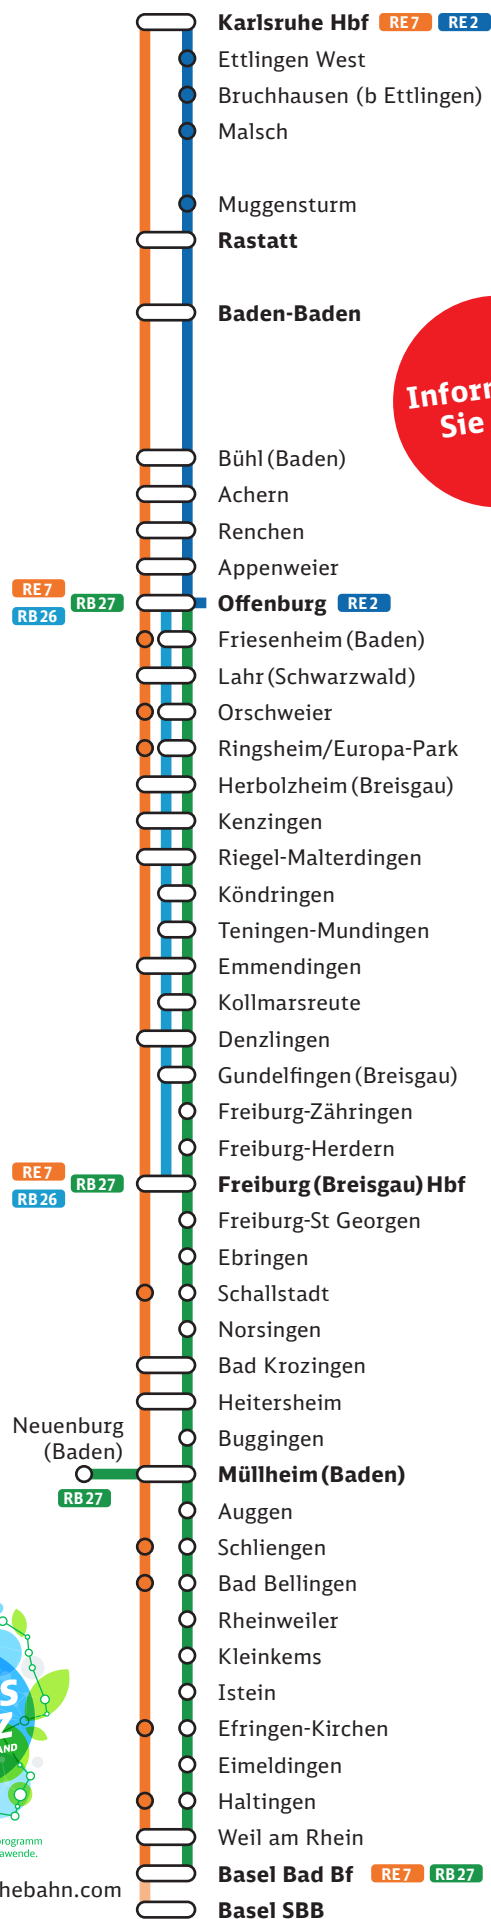 Karlsruhe Hbf RE7 RE2
Ettlingen West
Bruchhausen (b Ettlingen)
Malsch
Muggensturm
Rastatt
Baden-Baden
Sie
Bühl (Baden)
Achern
Renchen
Appenweier
RE7
RB26
RB27
Offenburg RE2
Friesenheim (Baden)
Lahr (Schwarzwald)
Orschweier
Ringsheim/Europa-Park
Herbolzheim (Breisgau)
Kenzingen
Riegel-Malterdingen
Köndringen
Teningen-Mundingen
Emmendingen
Kollmarsreute
Denzlingen
Gundelfingen (Breisgau)
Freiburg-Zähringen
Freiburg-Herdern
RE7
RB26
RB27
Freiburg (Breisgau) Hbf
Freiburg-St Georgen
Ebringen
Schallstadt
Norsingen
Bad Krozingen
Heitersheim
Neuenburg
(Baden)
RB27
Buggingen
Müllheim (Baden)
Auggen
Schliengen
Bad Bellingen
Rheinweiler
Kleinkems
Istein
Efringen-Kirchen
Eimeldingen
Haltingen
Weil am Rhein
hebahn.com
Basel Bad Bf RE7 RB27
Basel SBB